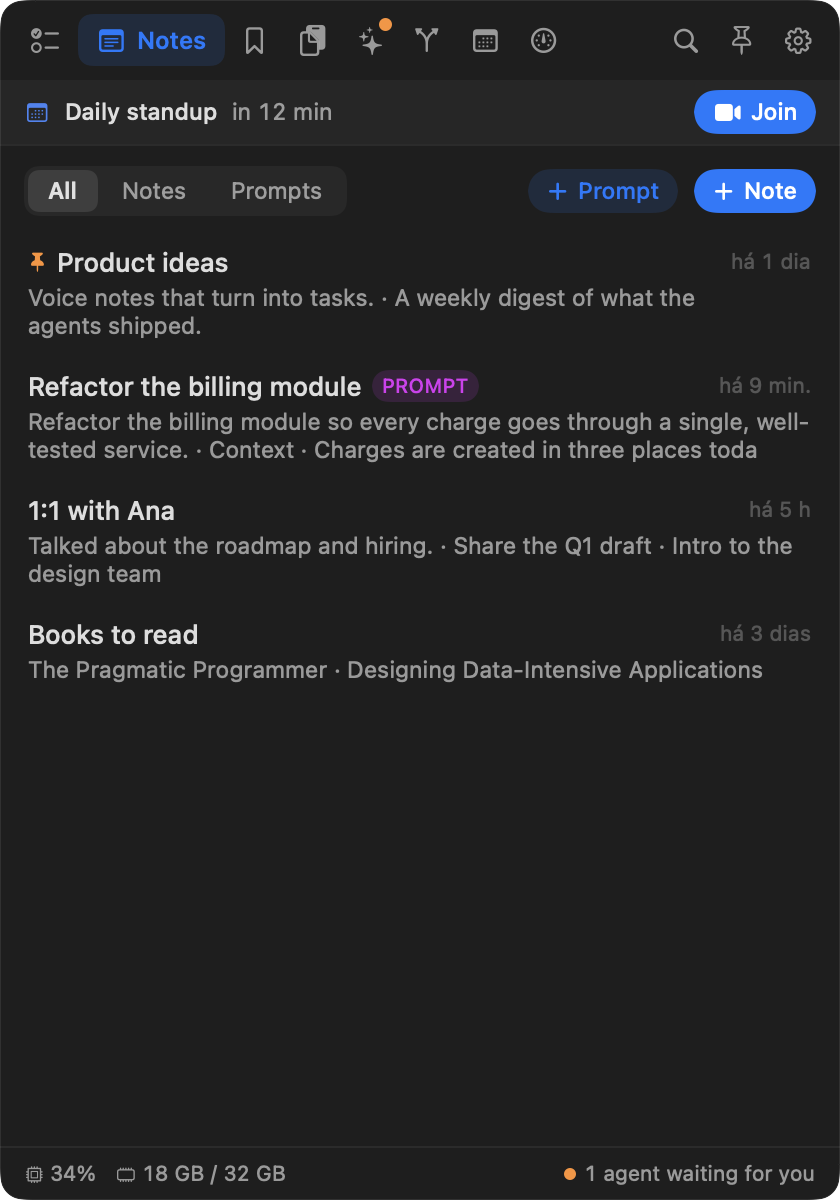 Notes
Daily standup in 12 min
Join
All Notes Prompts
+ Prompt + Note
Product ideas há 1 dia
Voice notes that turn into tasks. · A weekly digest of what the
agents shipped.
Refactor the billing module PROMPT há 9 min.
Refactor the billing module so every charge goes through a single, well-
tested service. · Context · Charges are created in three places toda
1:1 with Ana há 5 h
Talked about the roadmap and hiring. · Share the Q1 draft · Intro to the
design team
Books to read há 3 dias
The Pragmatic Programmer · Designing Data-Intensive Applications
34% 18 GB / 32 GB 1 agent waiting for you